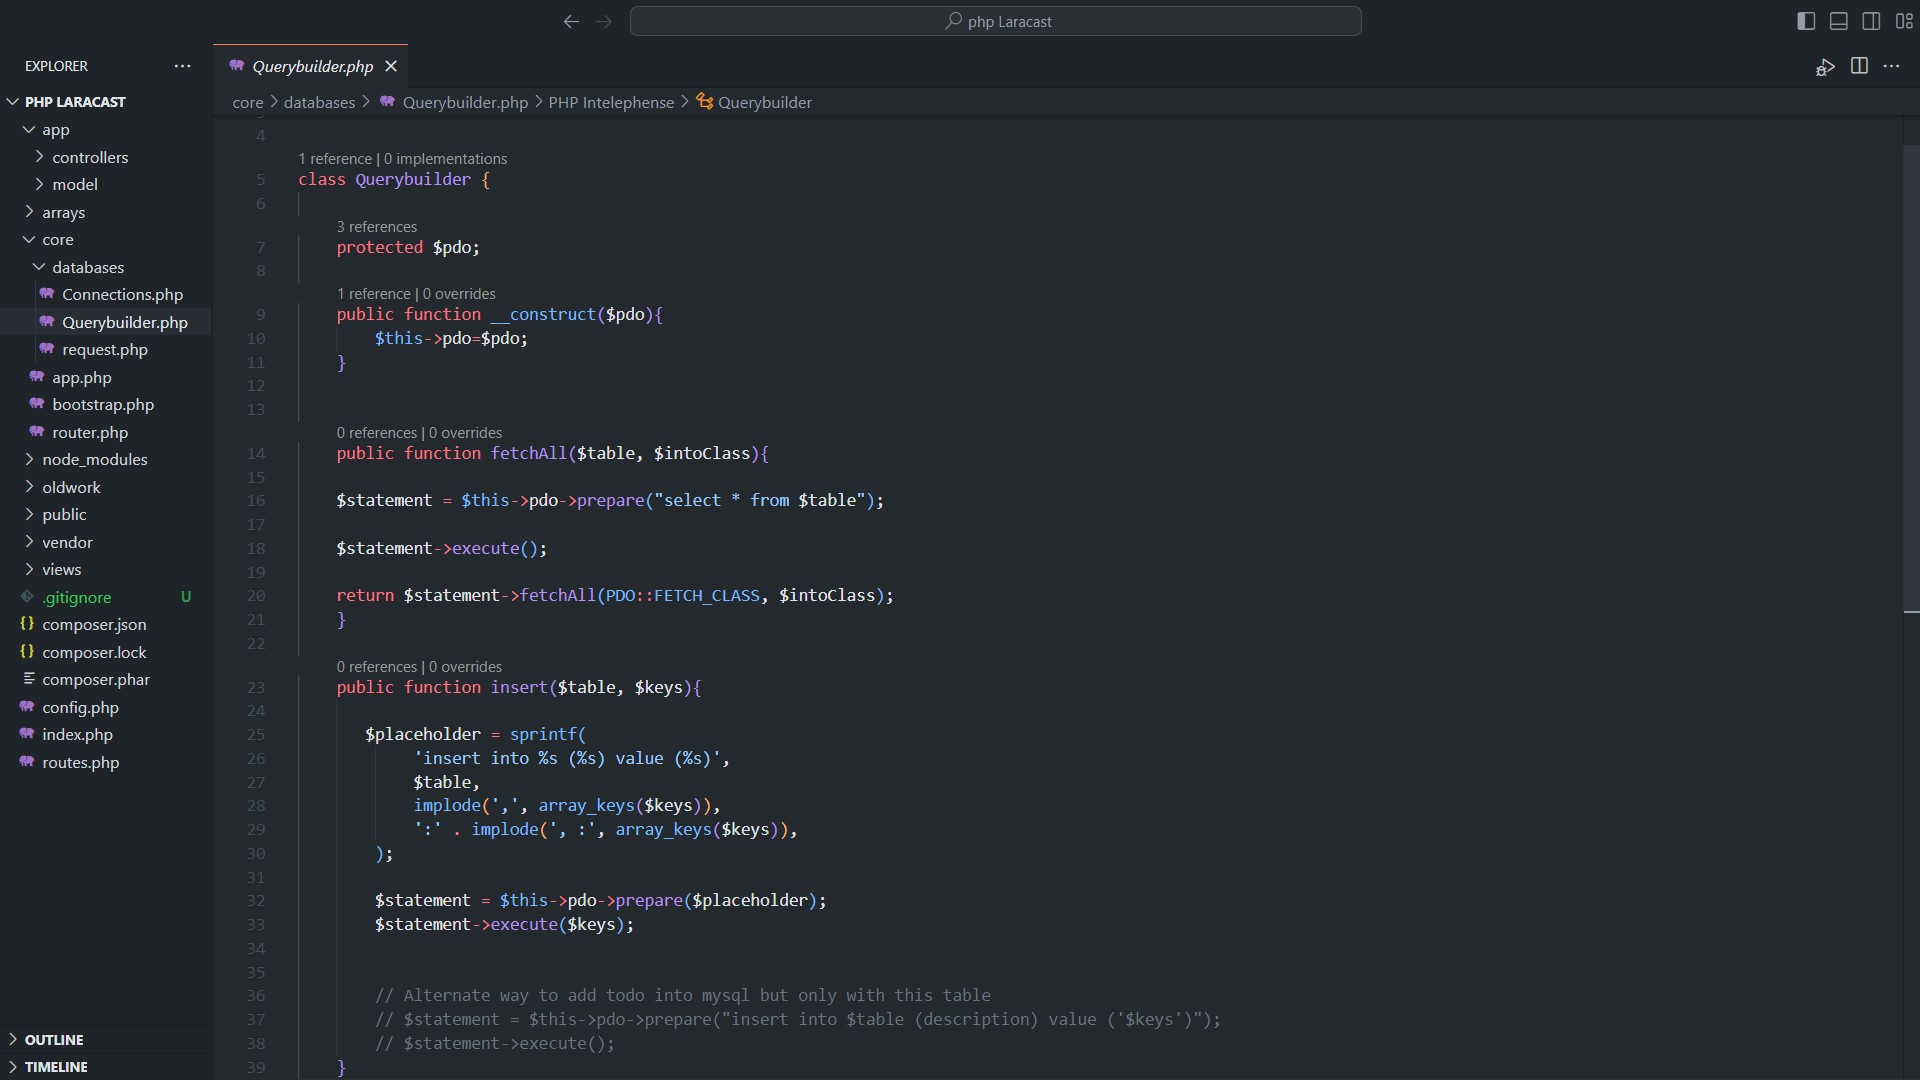 php Laracast
EXPLORER
PHP LARACAST
app
controllers
model
arrays
core
databases
Connections.php
Querybuilder.php
request.php
app.php
bootstrap.php
router.php
node_modules
oldwork
public
vendor
views
.gitignore U
composer.json
composer.lock
composer.phar
config.php
index.php
routes.php
OUTLINE
TIMELINE
Querybuilder.php
core > databases > Querybuilder.php > PHP Intelephense > Querybuilder
4
1 reference | 0 implementations
5 class Querybuilder {
6
3 references
7 protected $pdo;
8
1 reference | 0 overrides
9 public function __construct($pdo){
10 $this->pdo=$pdo;
11 }
12
13
0 references | 0 overrides
14 public function fetchAll($table, $intoClass){
15
16 $statement = $this->pdo->prepare("select * from $table");
17
18 $statement->execute();
19
20 return $statement->fetchAll(PDO::FETCH_CLASS, $intoClass);
21 }
22
0 references | 0 overrides
23 public function insert($table, $keys){
24
25 $placeholder = sprintf(
26 'insert into %s (%s) value (%s)',
27 $table,
28 implode(',', array_keys($keys)),
29 ':' . implode(', :', array_keys($keys)),
30 );
31
32 $statement = $this->pdo->prepare($placeholder);
33 $statement->execute($keys);
34
35
36 // Alternate way to add todo into mysql but only with this table
37 // $statement = $this->pdo->prepare("insert into $table (description) value ('$keys')");
38 // $statement->execute();
39 }